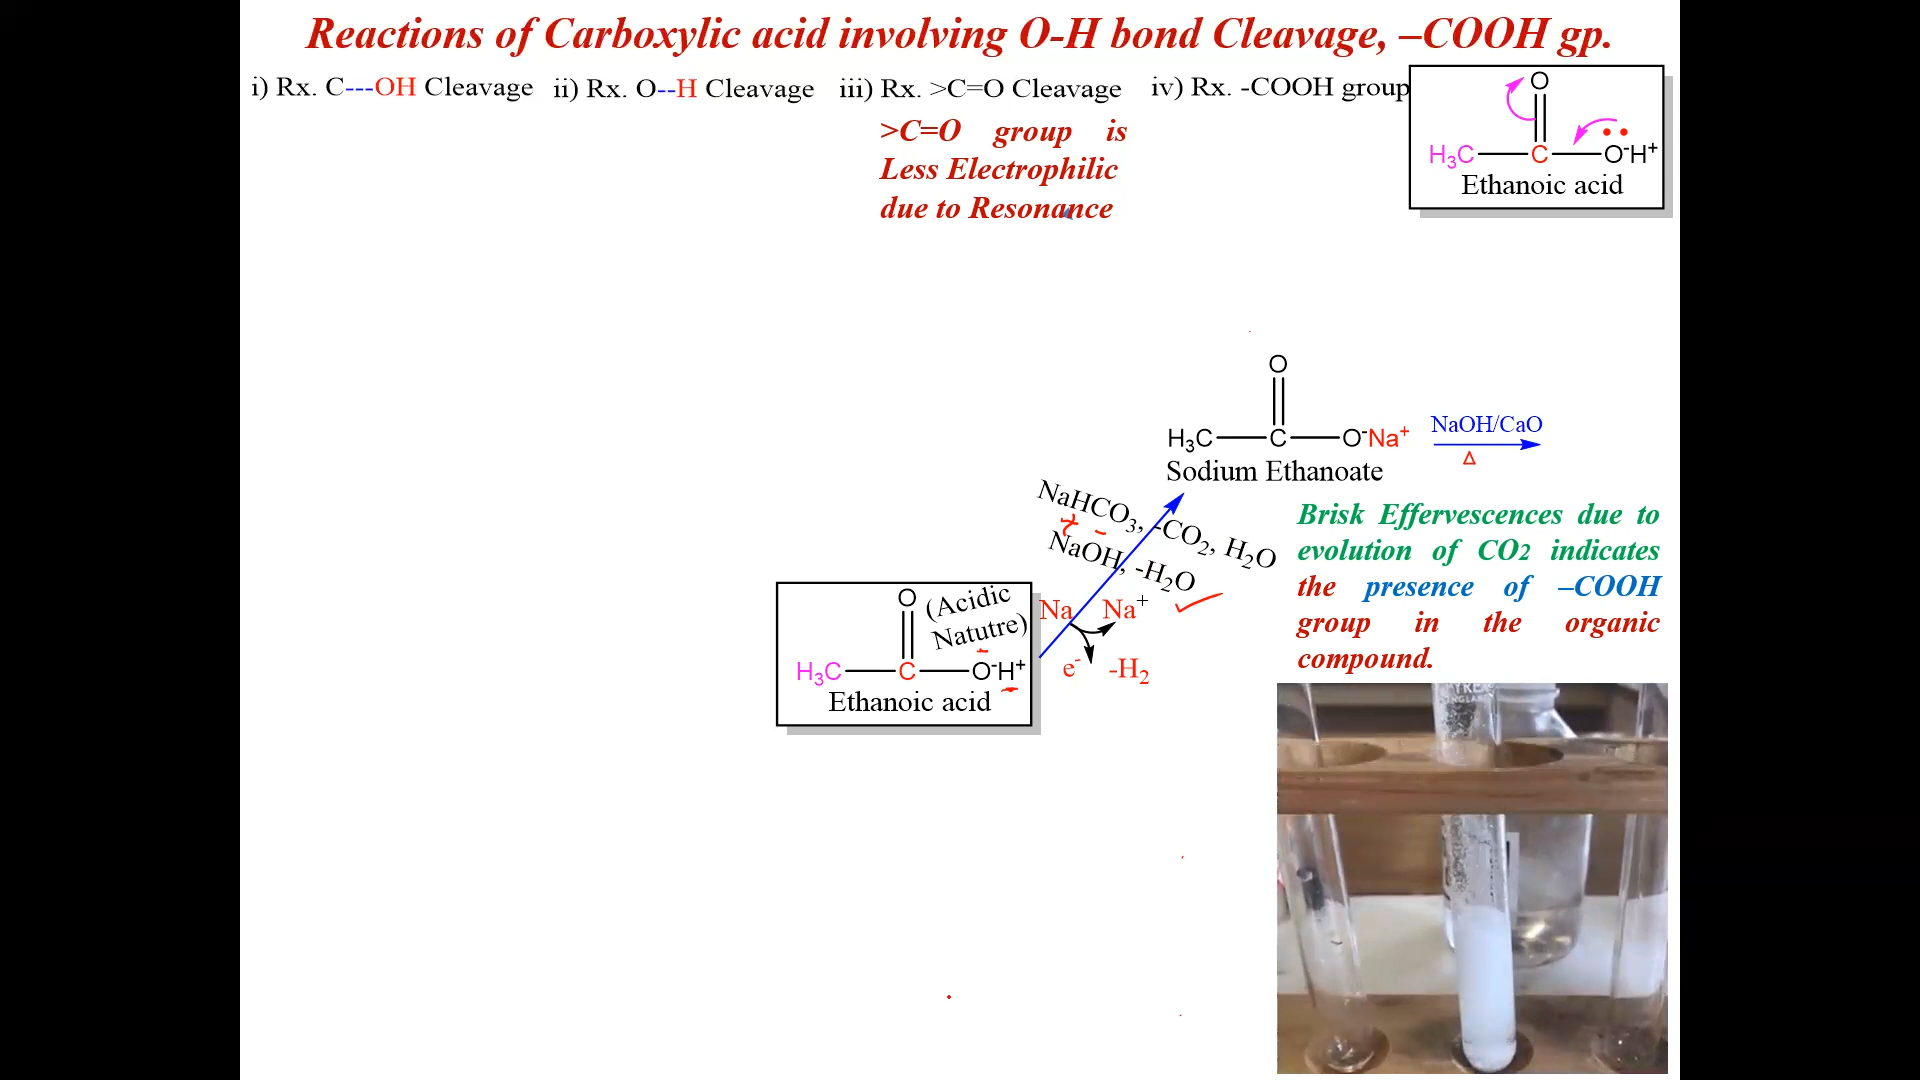 Reactions of Carboxylic acid involving O-H bond Cleavage, –COOH gp.
i) Rx. C---OH Cleavage ii) Rx. O--H Cleavage iii) Rx. >C=O Cleavage iv) Rx. -COOH group
>C=O group is
Less Electrophilic
due to Resonance
O
H₃C C O⁻H⁺
Ethanoic acid
O
H₃C C O⁻Na⁺
Sodium Ethanoate
NaOH/CaO
Δ
NaHCO₃, -CO₂, H₂O
NaOH, -H₂O
Na Na⁺
e⁻ -H₂
O (Acidic
Natutre)
H₃C C O⁻H⁺
Ethanoic acid
Brisk Effervescences due to
evolution of CO2 indicates
the presence of –COOH
group in the organic
compound.